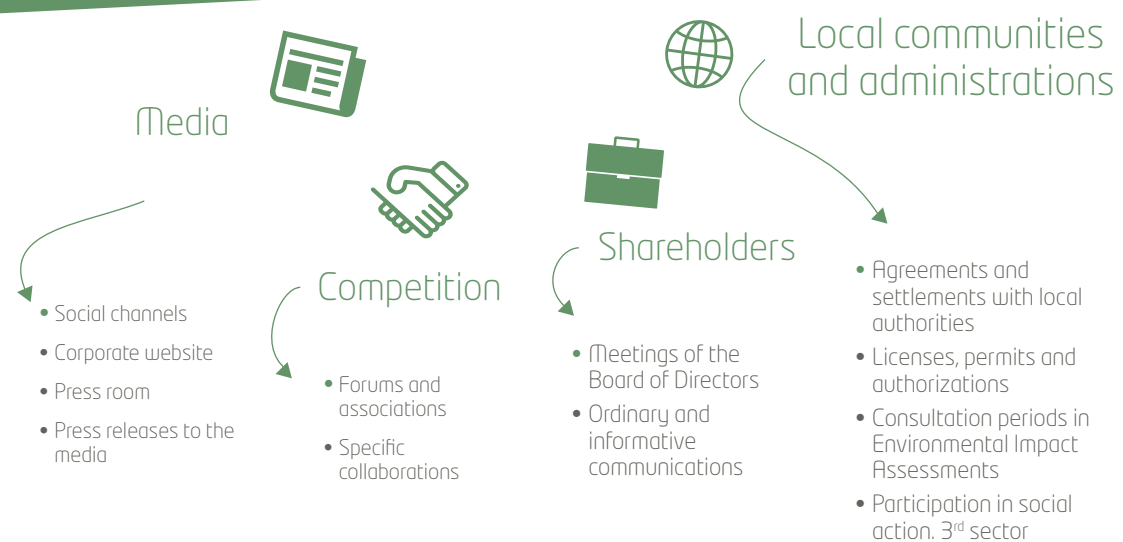 Media
Social channels
Corporate website
Press room
Press releases to the
media
Competition
Forums and
associations
Specific
collaborations
Shareholders
Meetings of the
Board of Directors
Ordinary and
informative
communications
Local communities
and administrations
Agreements and
settlements with local
authorities
Licenses, permits and
authorizations
Consultation periods in
Environmental Impact
Assessments
Participation in social
action. 3rd sector